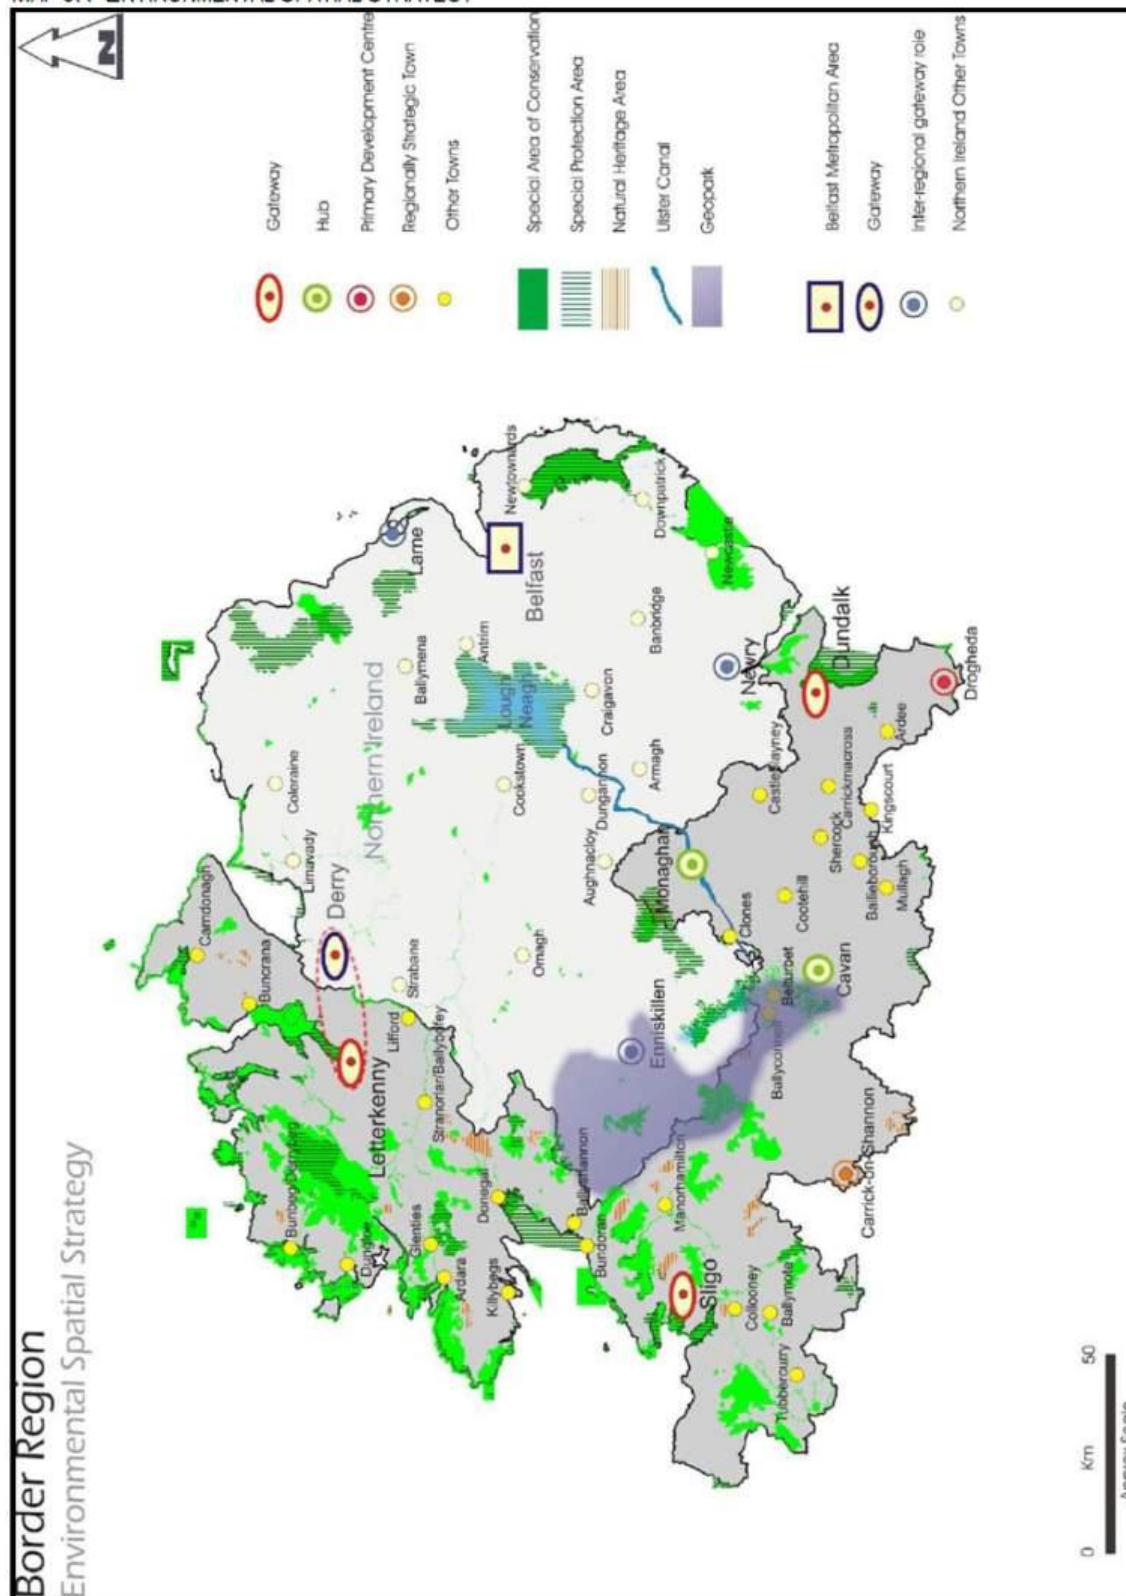 Border Region
Environmental Spatial Strategy
N
Carndonagh
Buncrana
Bunbeg/Derrybeg
Dungloe
Letterkenny
Derry
Limavady
Coleraine
Northern Ireland
Ballymena
Larne
Glenties
Ardara
Killybegs
Donegal
Stranorlar/Ballybofey
Lifford
Strabane
Omagh
Cookstown
Lough
Neagh
Antrim
Belfast
Newtownards
Ballyshannon
Bundoran
Enniskillen
Aughnacloy
Dungannon
Craigavon
Armagh
Banbridge
Downpatrick
Newcastle
Newry
Manorhamilton
Sligo
Collooney
Ballymote
Tubbercurry
Monaghan
Clones
Belturbet
Ballyconnell
Cavan
Cootehill
Castleblayney
Shercock
Carrickmacross
Bailieborough
Kingscourt
Mullagh
Ardee
Dundalk
Drogheda
Carrick-on-Shannon
Gateway
Hub
Primary Development Centre
Regionally Strategic Town
Other Towns
Special Area of Conservation
Special Protection Area
Natural Heritage Area
Ulster Canal
Geopark
Belfast Metropolitan Area
Gateway
Inter-regional gateway role
Northern Ireland Other Towns
0 Km 50